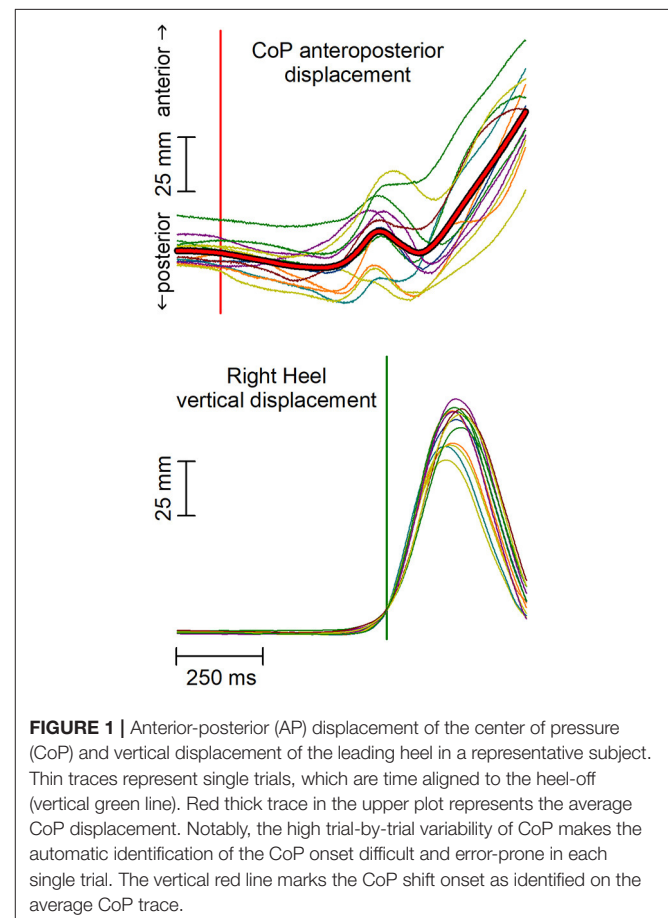 CoP anteroposterior
displacement
anterior →
25 mm
←posterior
Right Heel
vertical displacement
25 mm
250 ms
FIGURE 1 | Anterior-posterior (AP) displacement of the center of pressure
(CoP) and vertical displacement of the leading heel in a representative subject.
Thin traces represent single trials, which are time aligned to the heel-off
(vertical green line). Red thick trace in the upper plot represents the average
CoP displacement. Notably, the high trial-by-trial variability of CoP makes the
automatic identification of the CoP onset difficult and error-prone in each
single trial. The vertical red line marks the CoP shift onset as identified on the
average CoP trace.